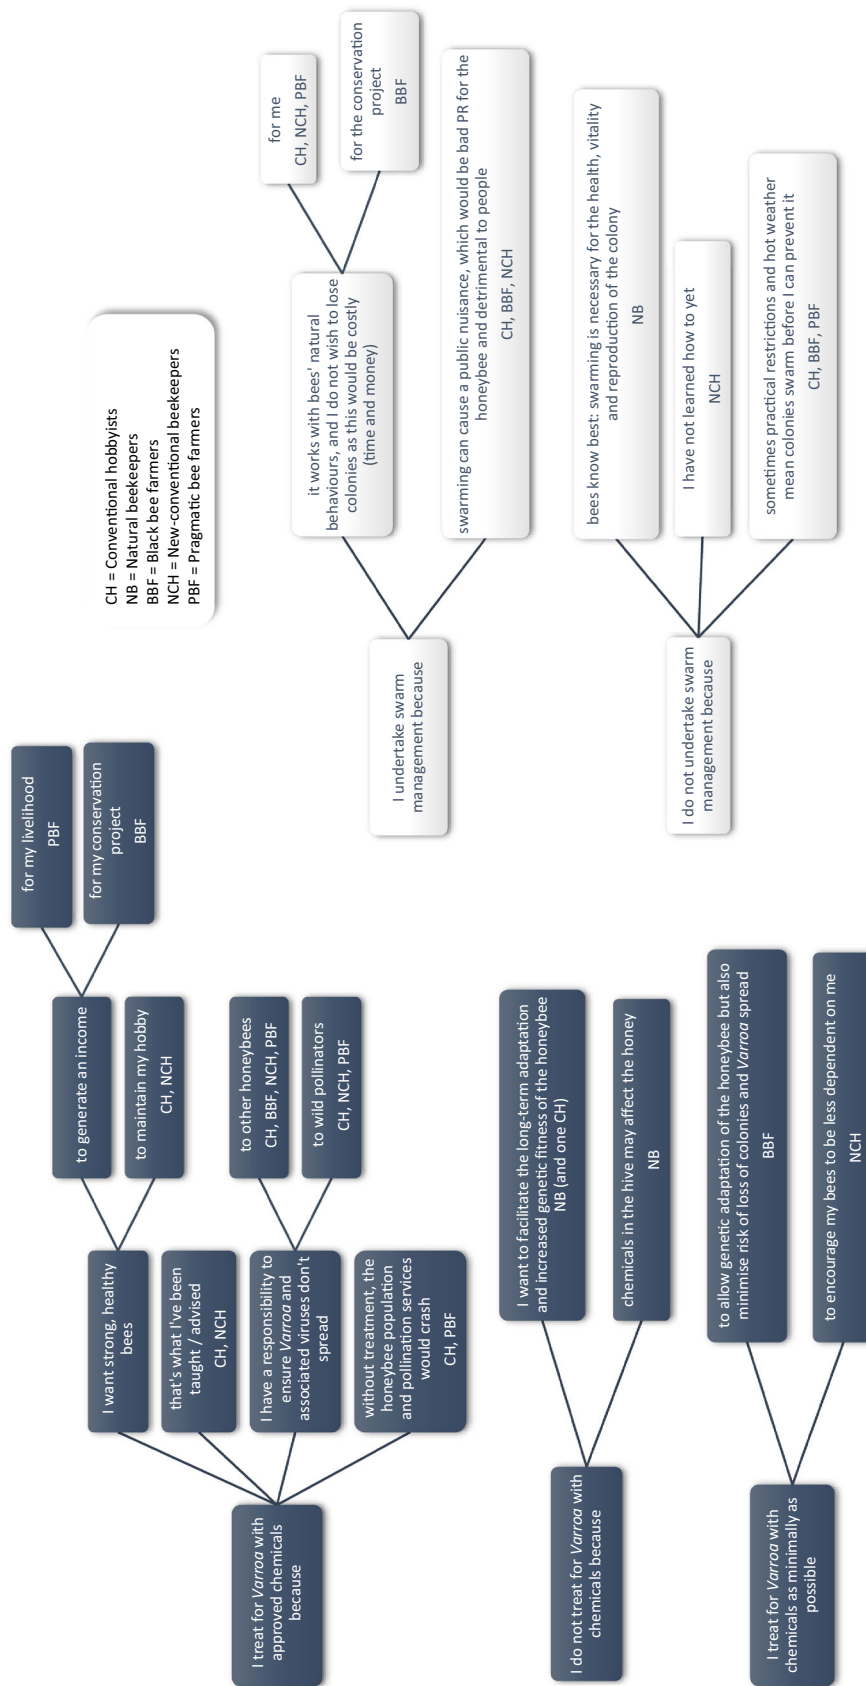 I treat for Varroa with
approved chemicals
because
I want strong, healthy
bees
to generate an income
for my livelihood
PBF
for my conservation
project
BBF
to maintain my hobby
CH, NCH
that's what I've been
taught / advised
CH, NCH
I have a responsibility to
ensure Varroa and
associated viruses don't
spread
to other honeybees
CH, BBF, NCH, PBF
to wild pollinators
CH, NCH, PBF
without treatment, the
honeybee population
and pollination services
would crash
CH, PBF
I do not treat for Varroa with
chemicals because
I want to facilitate the long-term adaptation
and increased genetic fitness of the honeybee
NB (and one CH)
chemicals in the hive may affect the honey
NB
I treat for Varroa with
chemicals as minimally as
possible
to allow genetic adaptation of the honeybee but also
minimise risk of loss of colonies and Varroa spread
BBF
to encourage my bees to be less dependent on me
NCH
CH = Conventional hobbyists
NB = Natural beekeepers
BBF = Black bee farmers
NCH = New-conventional beekeepers
PBF = Pragmatic bee farmers
I undertake swarm
management because
it works with bees' natural
behaviours, and I do not wish to lose
colonies as this would be costly
(time and money)
for me
CH, NCH, PBF
for the conservation
project
BBF
swarming can cause a public nuisance, which would be bad PR for the
honeybee and detrimental to people
CH, BBF, NCH
I do not undertake swarm
management because
bees know best: swarming is necessary for the health, vitality
and reproduction of the colony
NB
I have not learned how to yet
NCH
sometimes practical restrictions and hot weather
mean colonies swarm before I can prevent it
CH, BBF, PBF